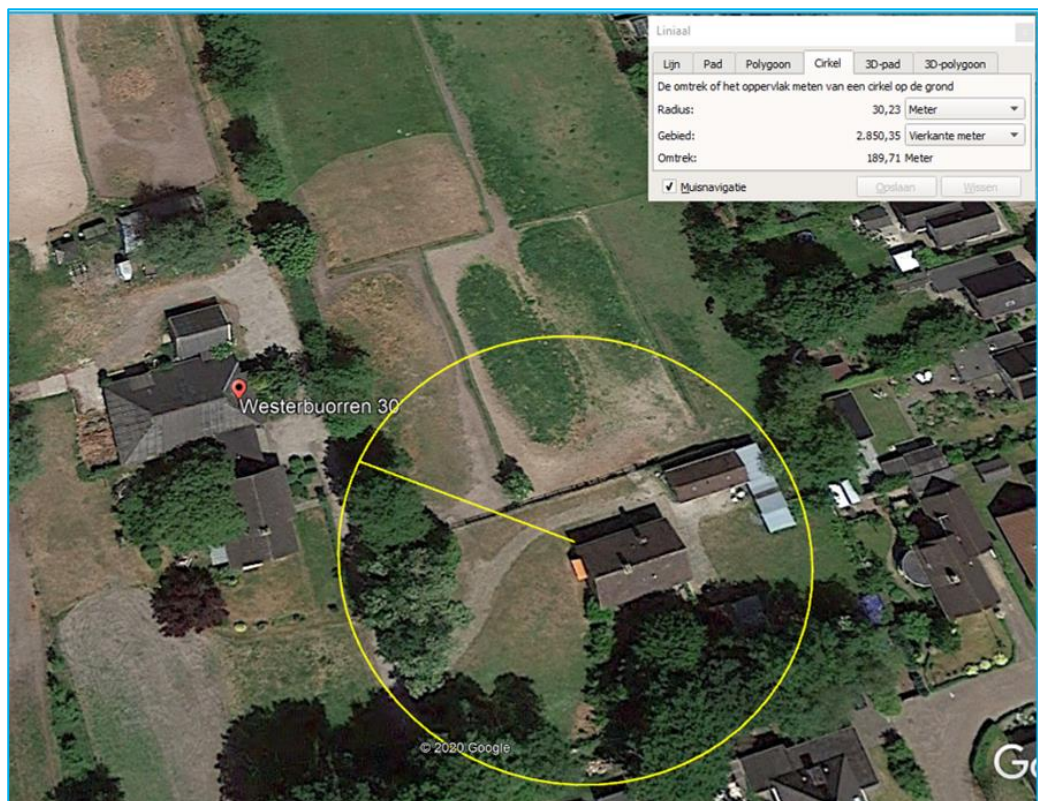 Liniaal
Lijn Pad Polygoon Cirkel 3D-pad 3D-polygoon
De omtrek of het oppervlak meten van een cirkel op de grond
Radius: 30,23 Meter
Gebied: 2.850,35 Vierkante meter
Omtrek: 189,71 Meter
Muisnavigatie Opslaan Wissen
Westerbuorren 30
© 2020 Google
Go